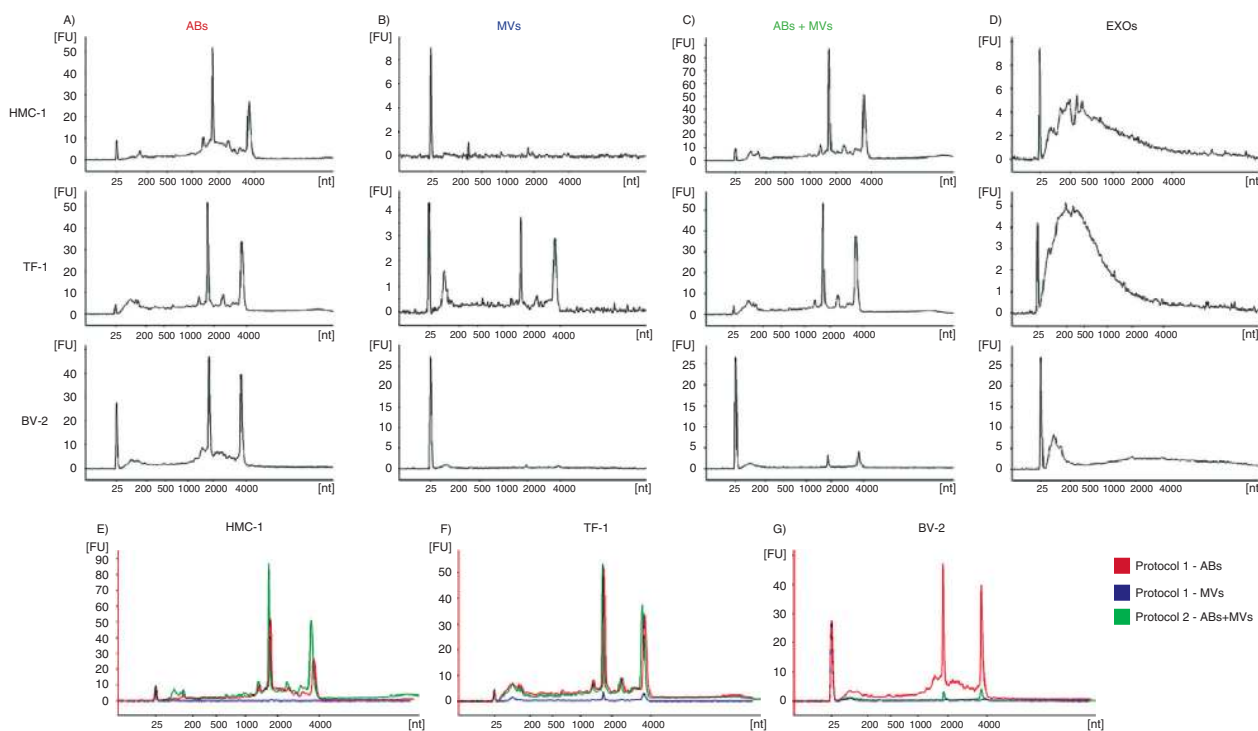 A) ABs
B) MVs
C) ABs + MVs
D) EXOs
HMC-1
[FU] 50 40 30 20 10 0
25 200 500 1000 2000 4000 [nt]
[FU] 8 6 4 2 0
25 200 500 1000 2000 4000 [nt]
[FU] 80 70 60 50 40 30 20 10 0
25 200 500 1000 2000 4000 [nt]
[FU] 8 6 4 2 0
25 200 500 1000 2000 4000 [nt]
TF-1
[FU] 50 40 30 20 10 0
25 200 500 1000 2000 4000 [nt]
[FU] 4 3 2 1 0
25 200 500 1000 2000 4000 [nt]
[FU] 50 40 30 20 10 0
25 200 500 1000 2000 4000 [nt]
[FU] 5 4 3 2 1 0
25 200 500 1000 2000 4000 [nt]
BV-2
[FU] 50 40 30 20 10 0
25 200 500 1000 2000 4000 [nt]
[FU] 25 20 15 10 5 0
25 200 500 1000 2000 4000 [nt]
[FU] 25 20 15 10 5 0
25 200 500 1000 2000 4000 [nt]
[FU] 25 20 15 10 5 0
25 200 500 1000 2000 4000 [nt]
E) HMC-1
[FU] 90 80 70 60 50 40 30 20 10 0
25 200 500 2000 4000 [nt]
F) TF-1
[FU] 50 40 30 20 10 0
25 200 500 1000 2000 4000 [nt]
G) BV-2
[FU] 40 30 20 10 0
25 200 500 1000 2000 4000 [nt]
Protocol 1 - ABs
Protocol 1 - MVs
Protocol 2 - ABs+MVs